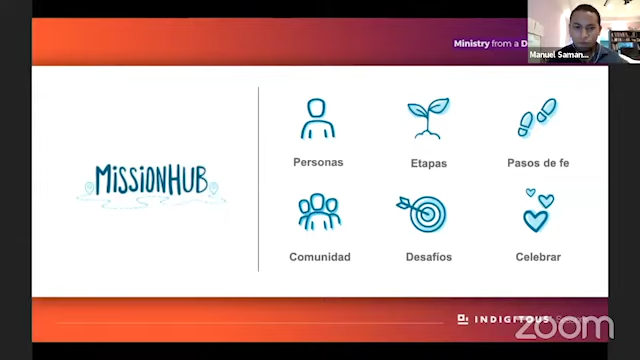 Ministry from a D
Manuel Saman...
MissionHub
Personas
Etapas
Pasos de fe
Comunidad
Desafíos
Celebrar
INDIGITOUS
zoom